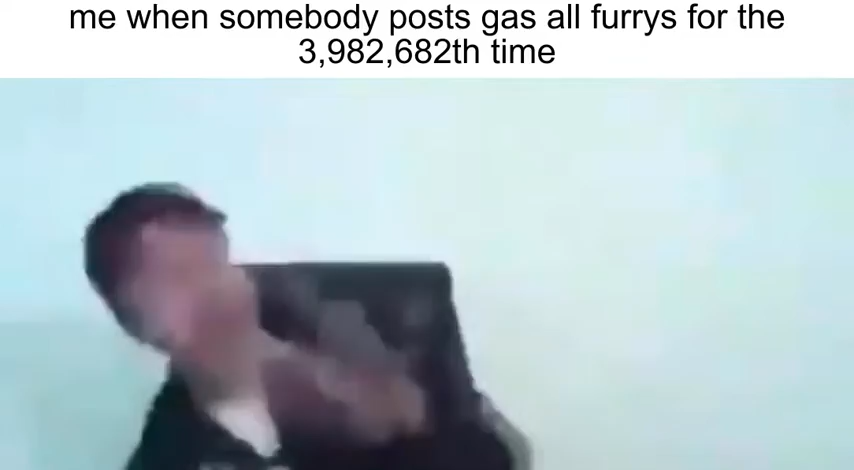 me when somebody posts gas all furrys for the
3,982,682th time